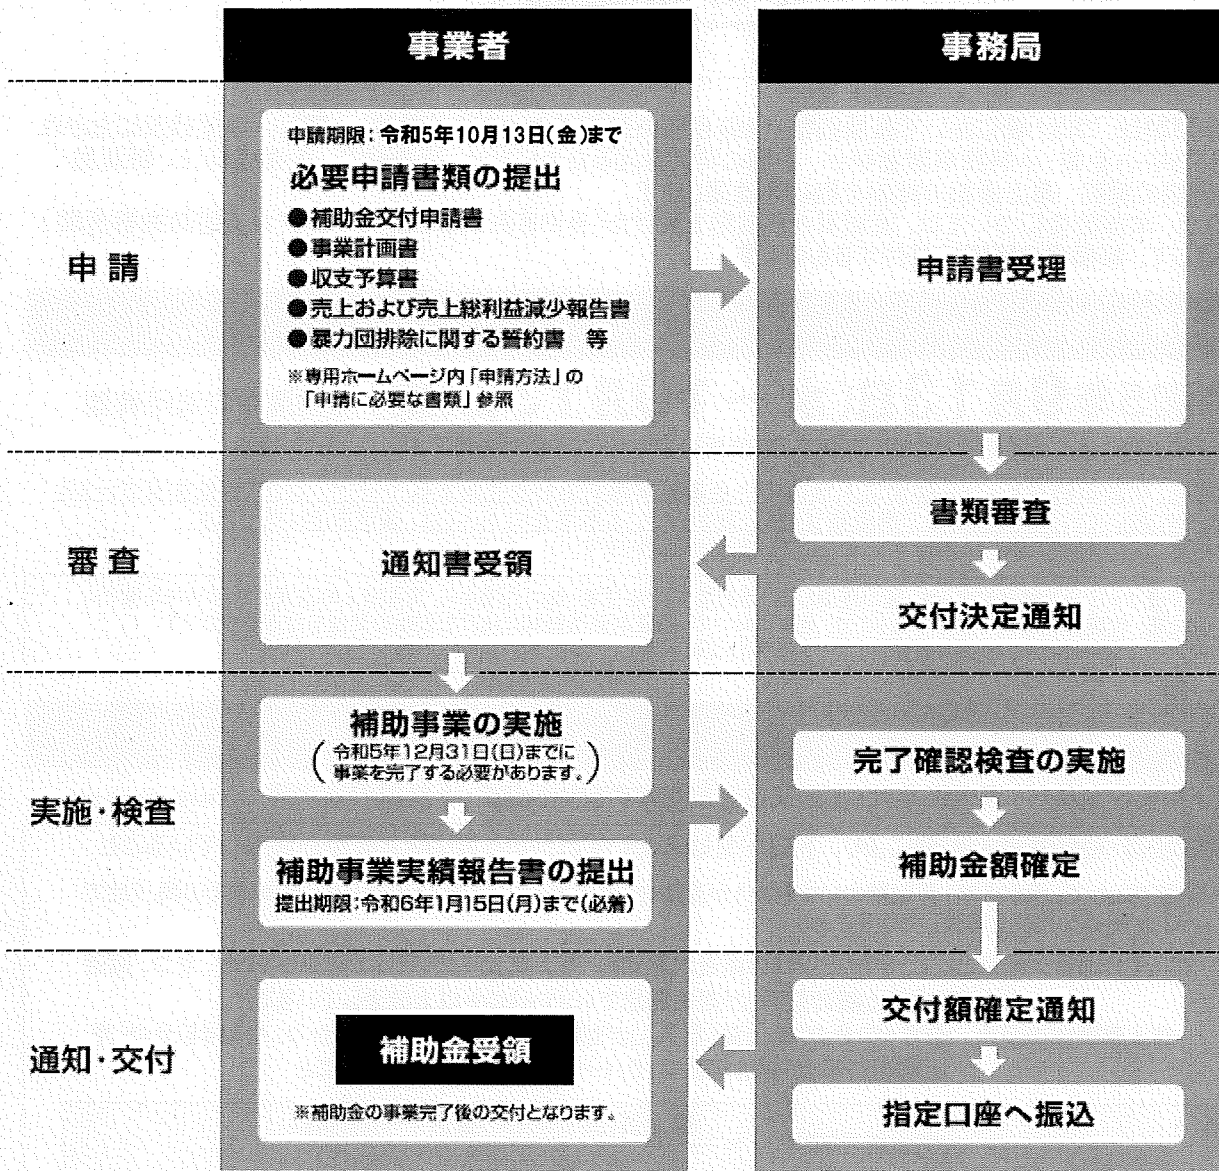 事業者
事務局
申請
申請期限：令和5年10月13日(金)まで
必要申請書類の提出
●補助金交付申請書
●事業計画書
●収支予算書
●売上および売上総利益減少報告書
●暴力団排除に関する誓約書　等
※専用ホームページ内「申請方法」の
「申請に必要な書類」参照
申請書受理
審査
通知書受領
書類審査
交付決定通知
実施・検査
補助事業の実施
(令和5年12月31日(日)までに
事業を完了する必要があります。)
補助事業実績報告書の提出
提出期限：令和6年1月15日(月)まで(必着)
完了確認検査の実施
補助金額確定
通知・交付
補助金受領
※補助金の事業完了後の交付となります。
交付額確定通知
指定口座へ振込